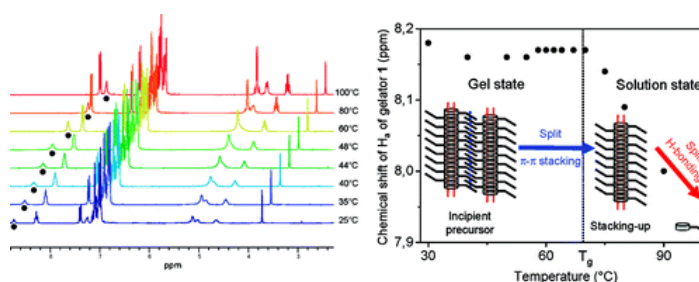 100°C
80°C
60°C
48°C
44°C
40°C
35°C
25°C
ppm
Chemical shift of Ha of gelator 1 (ppm)
8,2
8,1
8,0
7,9
Gel state
Solution state
Split
π-π stacking
H-bonding
Incipient
precursor
Stacking-up
30
60
Tg
90
Temperature (°C)